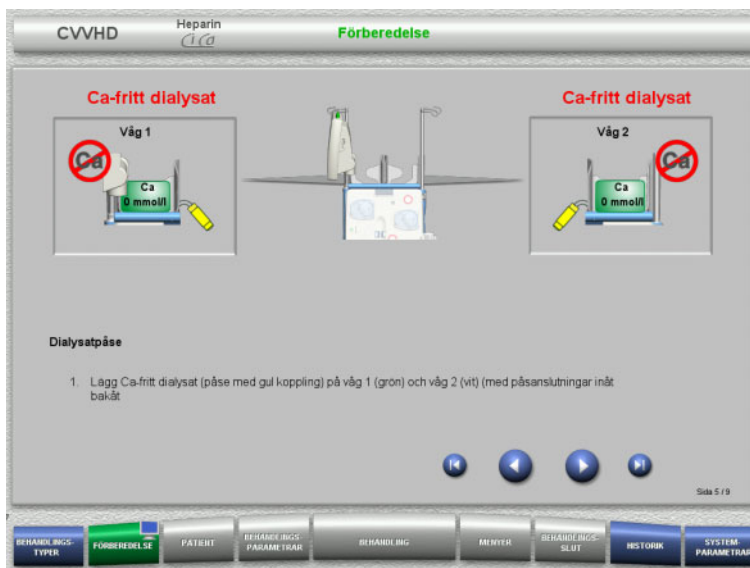 CVVHD
Heparin
Ci Ca
Förberedelse
Ca-fritt dialysat
Ca-fritt dialysat
Våg 1
Ca
Ca
0 mmol/l
Våg 2
Ca
Ca
0 mmol/l
Dialysatpåse
1. Lägg Ca-fritt dialysat (påse med gul koppling) på våg 1 (grön) och våg 2 (vit) (med påsanslutningar inåt
bakåt
Sida 5 / 9
BEHANDLINGS-
TYPER
FÖRBEREDELSE
PATIENT
BEHANDLINGS-
PARAMETRAR
BEHANDLING
MENYER
BEHANDLINGS-
SLUT
HISTORIK
SYSTEM-
PARAMETRAR